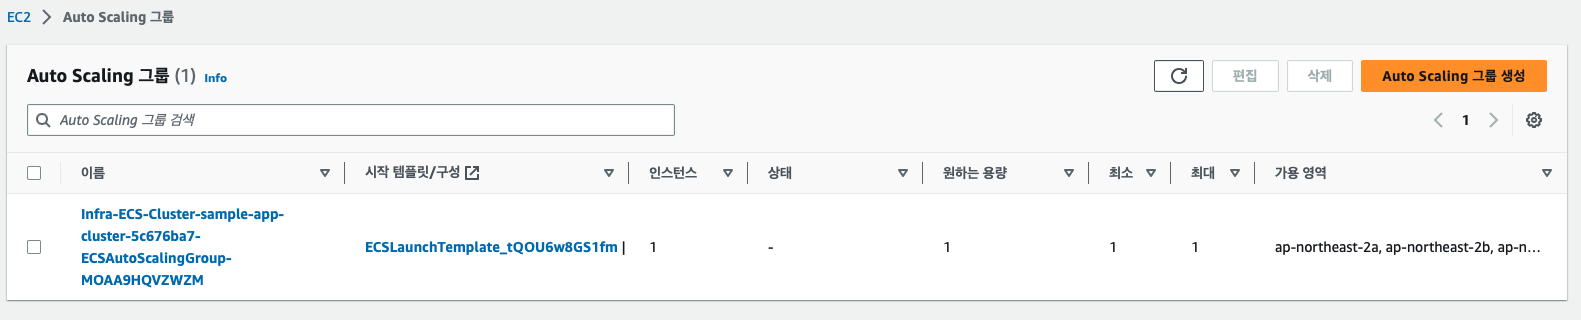 EC2 > Auto Scaling 그룹
Auto Scaling 그룹 (1) Info
편집 삭제 Auto Scaling 그룹 생성
Auto Scaling 그룹 검색
1
이름 시작 템플릿/구성 인스턴스 상태 원하는 용량 최소 최대 가용 영역
Infra-ECS-Cluster-sample-app-
cluster-5c676ba7-
ECSAutoScalingGroup-
MOAA9HQVZWZM
ECSLaunchTemplate_tQOU6w8GS1fm | 1 - 1 1 1 ap-northeast-2a, ap-northeast-2b, ap-n...